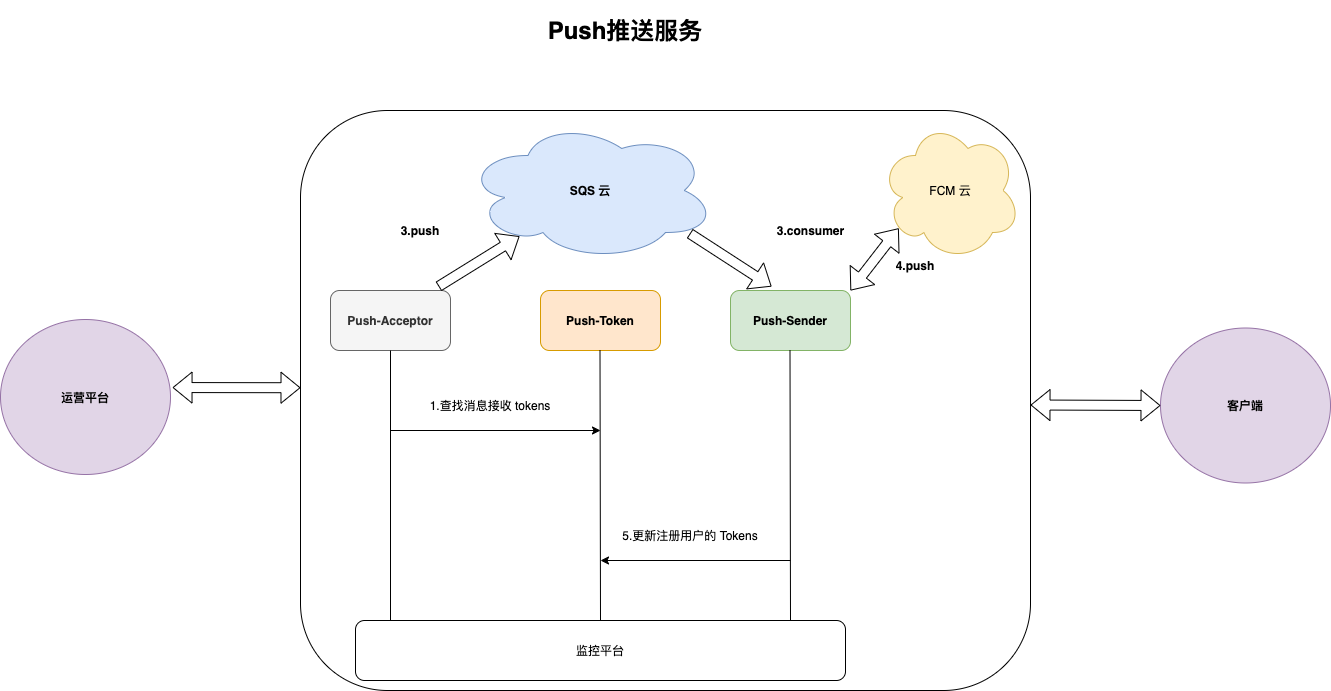 Push推送服务
SQS 云
FCM 云
3.push
3.consumer
4.push
Push-Acceptor
Push-Token
Push-Sender
运营平台
客户端
1.查找消息接收 tokens
5.更新注册用户的 Tokens
监控平台